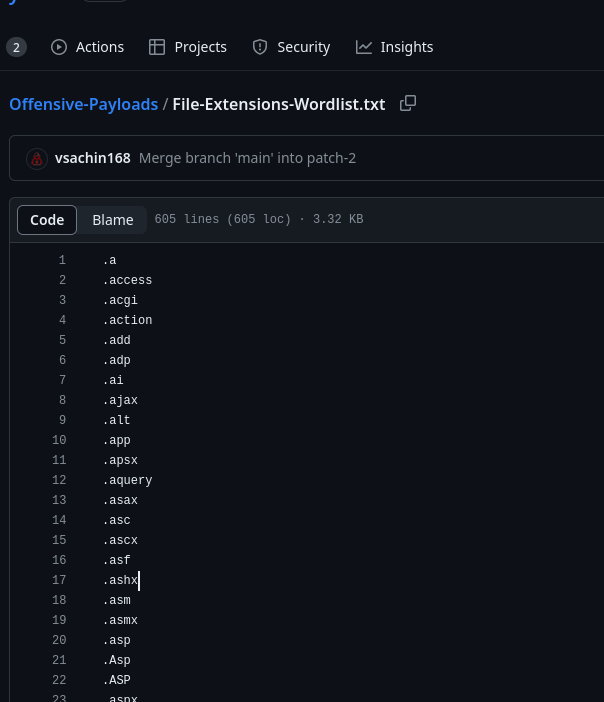 2 Actions Projects Security Insights
Offensive-Payloads / File-Extensions-Wordlist.txt
vsachin168 Merge branch 'main' into patch-2
Code Blame 605 lines (605 loc) · 3.32 KB
1 .a
2 .access
3 .acgi
4 .action
5 .add
6 .adp
7 .ai
8 .ajax
9 .alt
10 .app
11 .apsx
12 .aquery
13 .asax
14 .asc
15 .ascx
16 .asf
17 .ashx
18 .asm
19 .asmx
20 .asp
21 .Asp
22 .ASP
23 .aspx